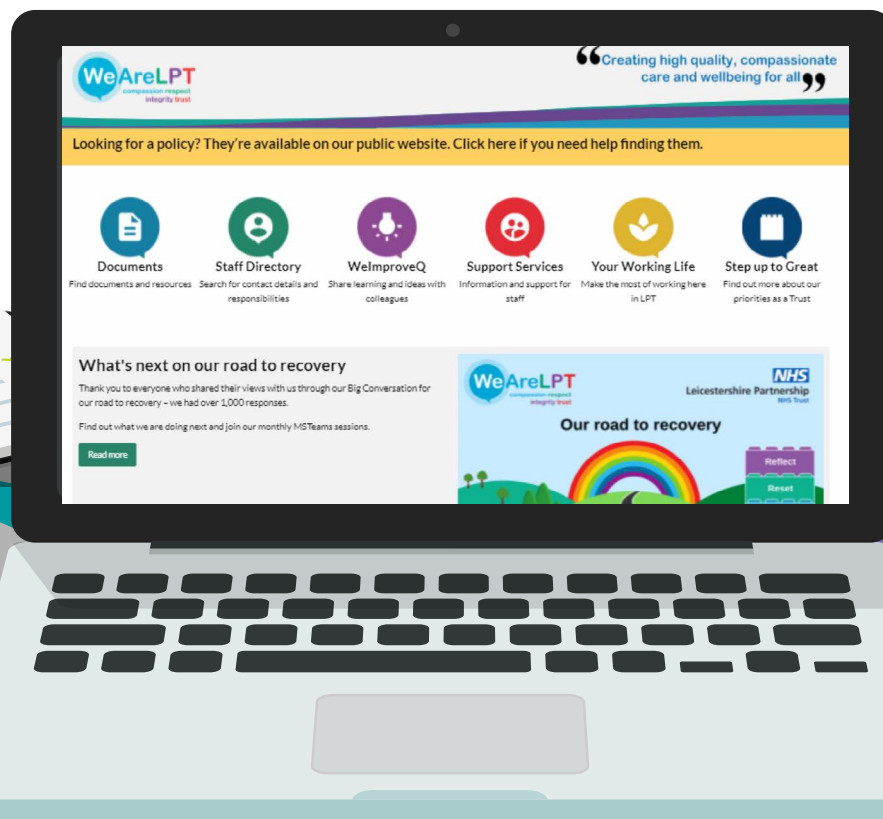 WeAreLPT
compassion respect
integrity trust
“Creating high quality, compassionate
care and wellbeing for all”
Looking for a policy? They're available on our public website. Click here if you need help finding them.
Documents
Find documents and resources
Staff Directory
Search for contact details and
responsibilities
WeImproveQ
Share learning and ideas with
colleagues
Support Services
Information and support for
staff
Your Working Life
Make the most of working here
in LPT
Step up to Great
Find out more about our
priorities as a Trust
What's next on our road to recovery
Thank you to everyone who shared their views with us through our Big Conversation for
our road to recovery – we had over 1,000 responses.
Find out what we are doing next and join our monthly MSTeams sessions.
Read more
WeAreLPT
compassion respect
integrity trust
NHS
Leicestershire Partnership
NHS Trust
Our road to recovery
Reflect
Reset